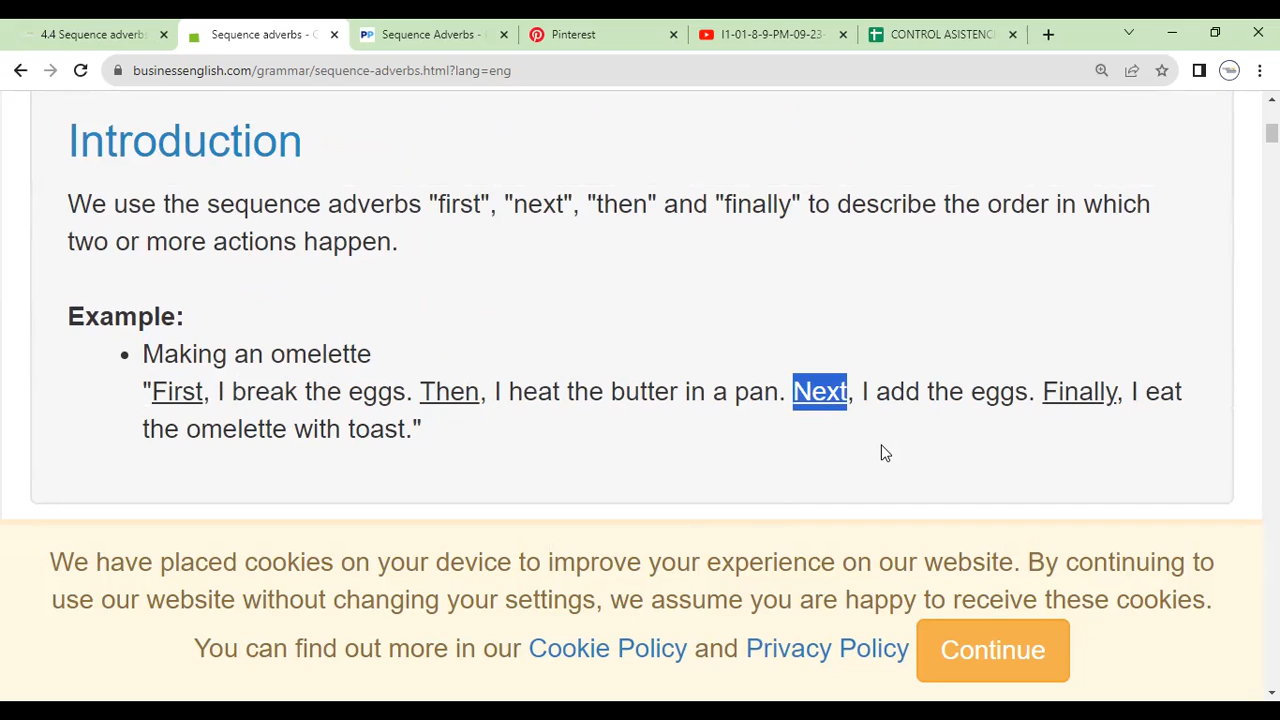 4.4 Sequence adverbs
Sequence adverbs - G
Sequence Adverbs -
Pinterest
I1-01-8-9-PM-09-23-
CONTROL ASISTENC
businessenglish.com/grammar/sequence-adverbs.html?lang=eng
Introduction
We use the sequence adverbs "first", "next", "then" and "finally" to describe the order in which
two or more actions happen.
Example:
• Making an omelette
"First, I break the eggs. Then, I heat the butter in a pan. Next, I add the eggs. Finally, I eat
the omelette with toast."
We have placed cookies on your device to improve your experience on our website. By continuing to
use our website without changing your settings, we assume you are happy to receive these cookies.
You can find out more in our Cookie Policy and Privacy Policy Continue